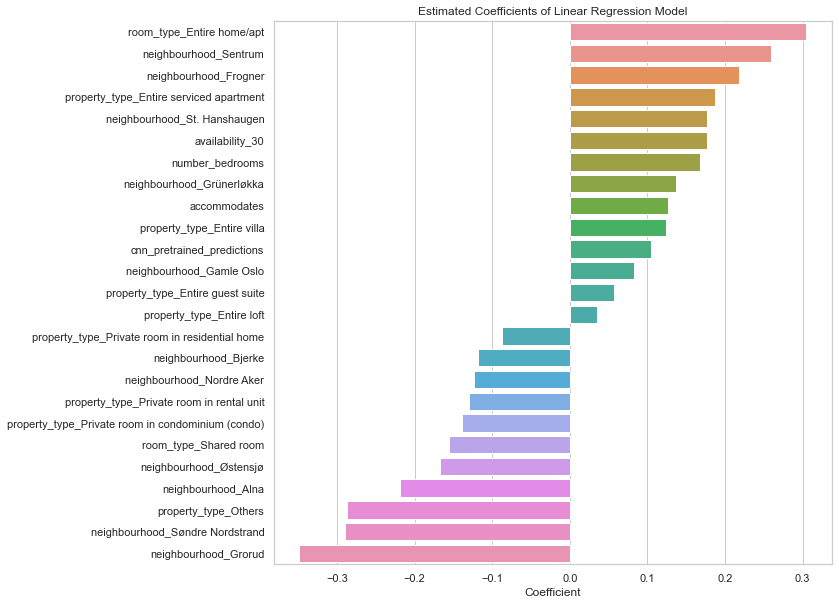 Estimated Coefficients of Linear Regression Model
room_type_Entire home/apt
neighbourhood_Sentrum
neighbourhood_Frogner
property_type_Entire serviced apartment
neighbourhood_St. Hanshaugen
availability_30
number_bedrooms
neighbourhood_Grünerløkka
accommodates
property_type_Entire villa
cnn_pretrained_predictions
neighbourhood_Gamle Oslo
property_type_Entire guest suite
property_type_Entire loft
property_type_Private room in residential home
neighbourhood_Bjerke
neighbourhood_Nordre Aker
property_type_Private room in rental unit
property_type_Private room in condominium (condo)
room_type_Shared room
neighbourhood_Østensjø
neighbourhood_Alna
property_type_Others
neighbourhood_Søndre Nordstrand
neighbourhood_Grorud
−0.3 −0.2 −0.1 0.0 0.1 0.2 0.3
Coefficient